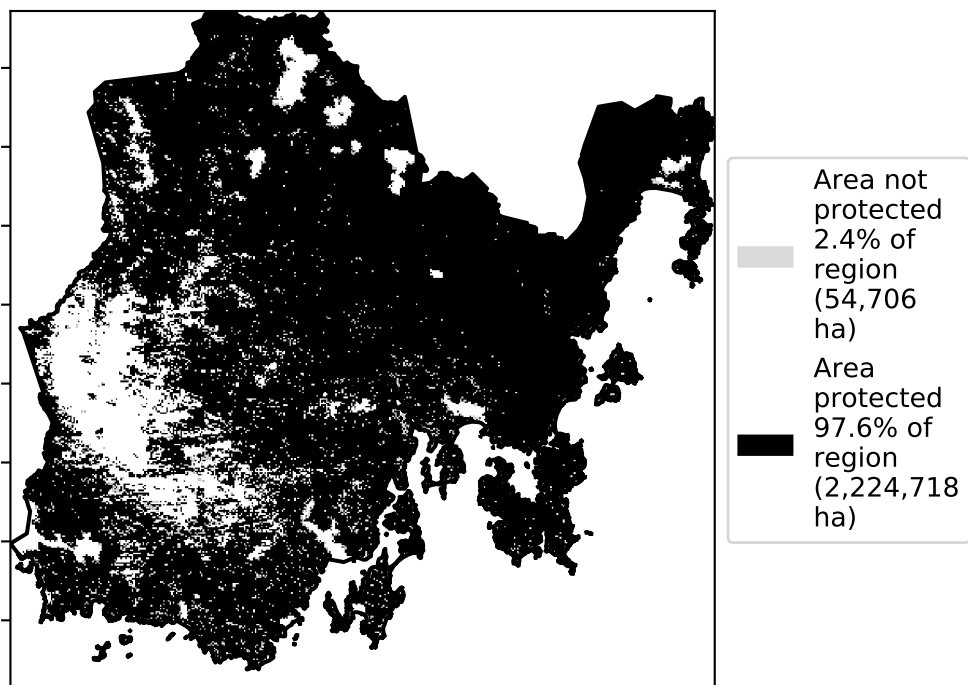 Area not
protected
2.4% of
region
(54,706
ha)
Area
protected
97.6% of
region
(2,224,718
ha)